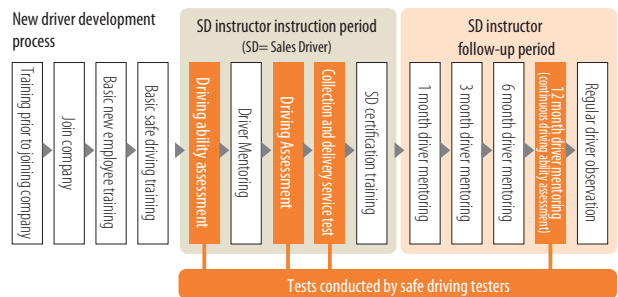 New driver development
process
SD instructor instruction period
(SD= Sales Driver)
SD instructor
follow-up period
Training prior to joining company
Join company
Basic new employee training
Basic safe driving training
Driving ability assessment
Driver Mentoring
Driving Assessment
Collection and delivery service test
SD certification training
1 month driver mentoring
3 month driver mentoring
6 month driver mentoring
12 month driver mentoring
(continuous driving ability assessment)
Regular driver observation
Tests conducted by safe driving testers